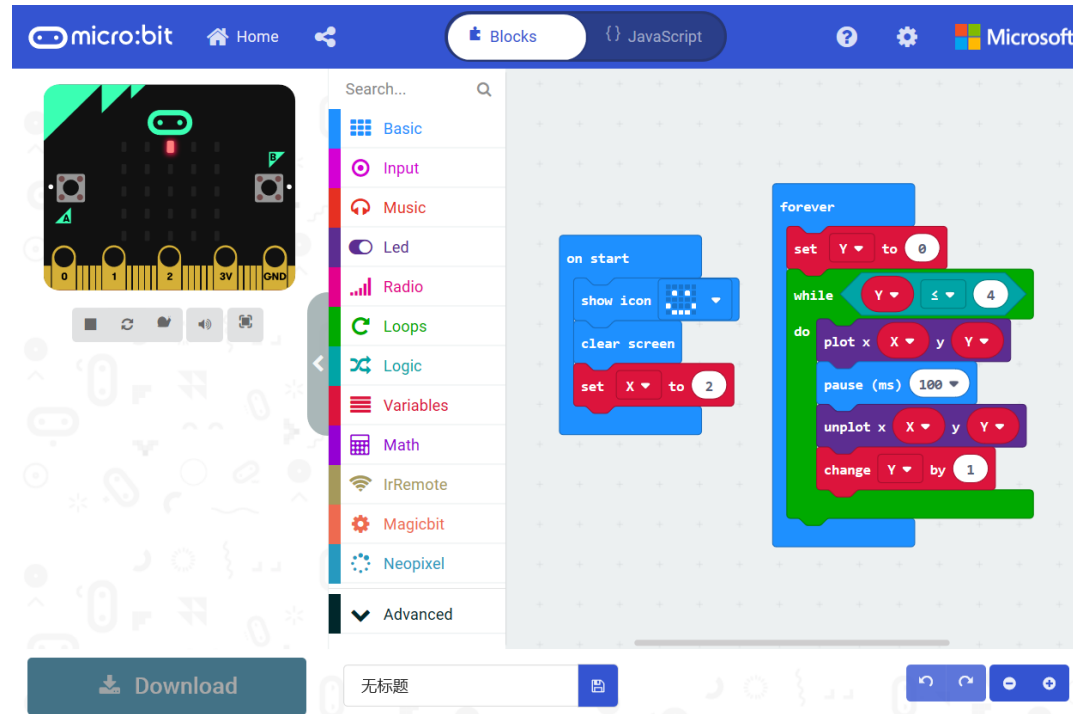 micro:bit Home Blocks {} JavaScript ? Microsoft
Search...
Basic
Input
Music
Led
Radio
Loops
Logic
Variables
Math
IrRemote
Magicbit
Neopixel
Advanced
A
B
0 1 2 3V GND
on start
show icon
clear screen
set X to 2
forever
set Y to 0
while Y ≤ 4
do
plot x X y Y
pause (ms) 100
unplot x X y Y
change Y by 1
Download
无标题